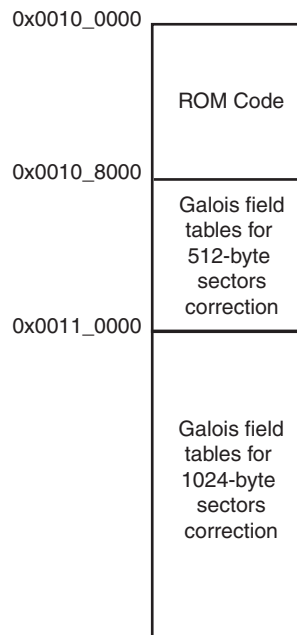 0x0010_0000
ROM Code
0x0010_8000
Galois field
tables for
512-byte
sectors
correction
0x0011_0000
Galois field
tables for
1024-byte
sectors
correction